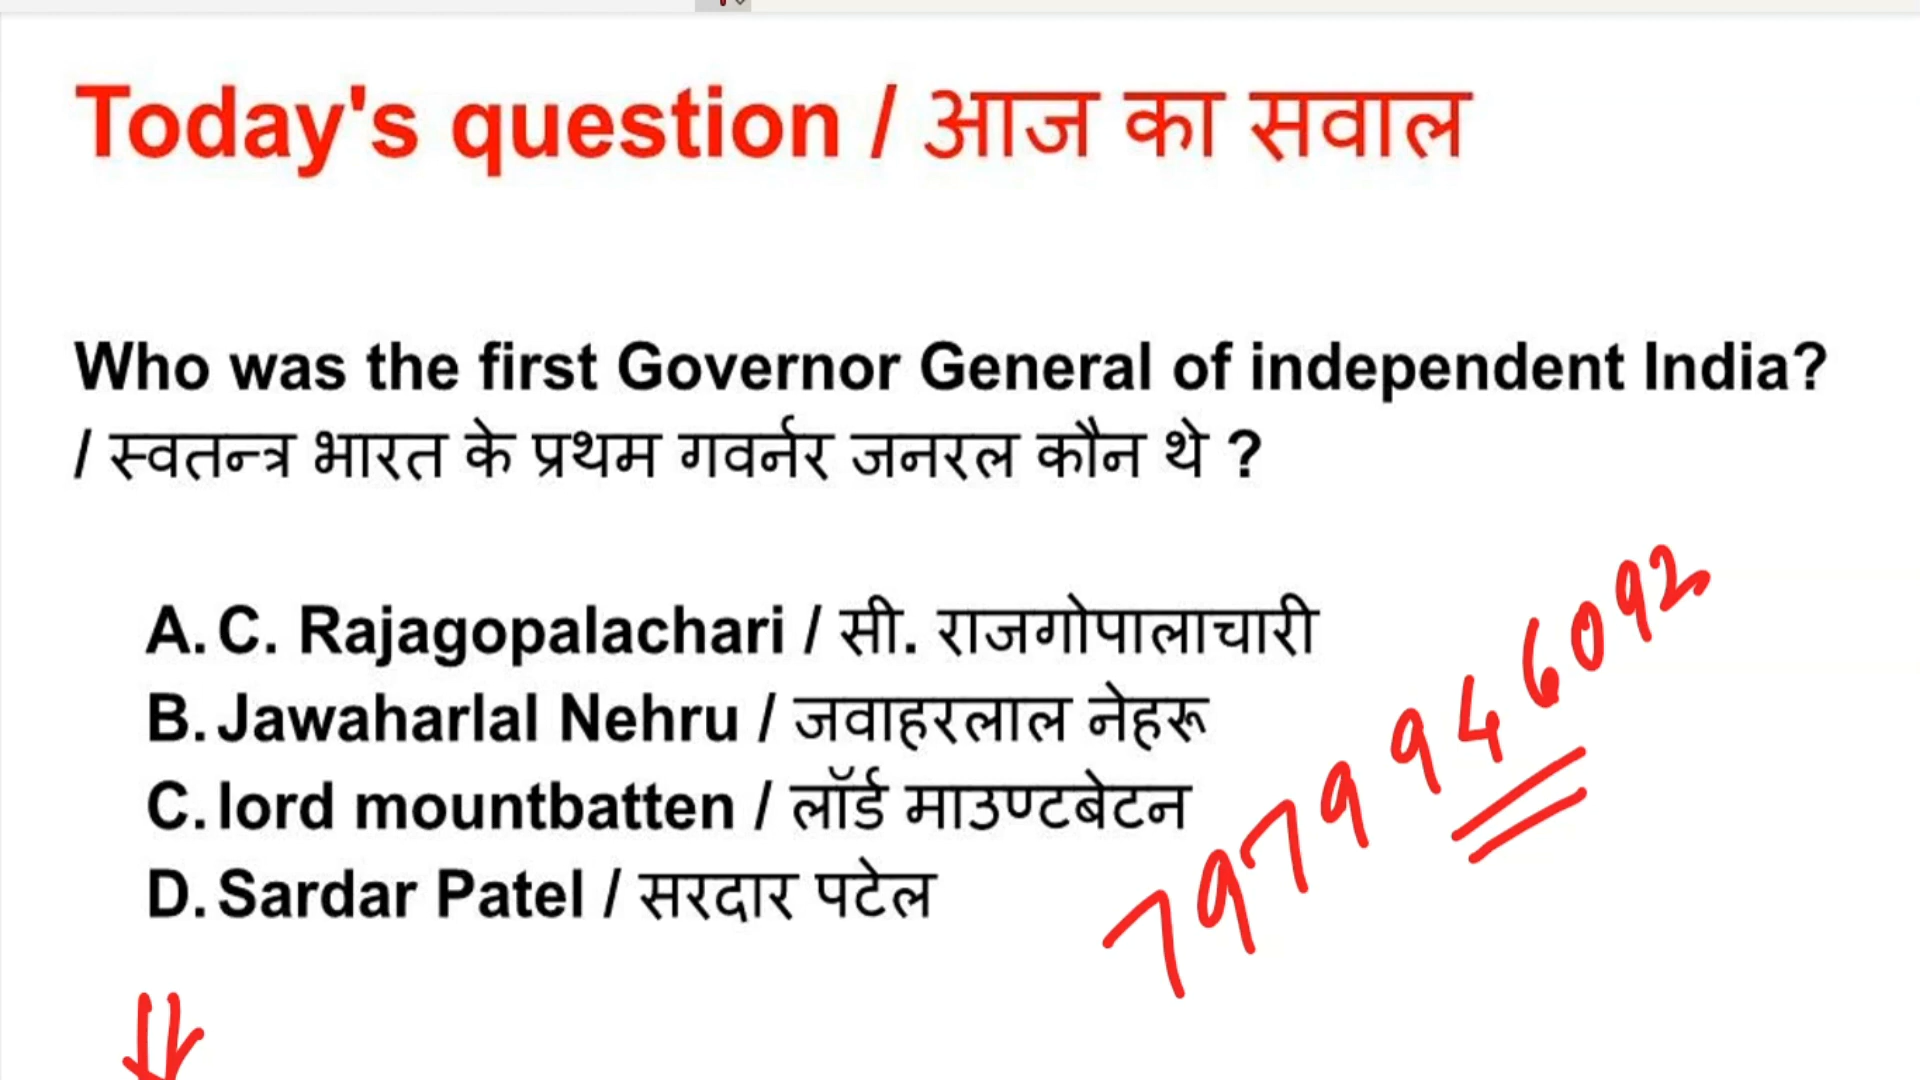 Today's question / आज का सवाल
Who was the first Governor General of independent India?
/ स्वतन्त्र भारत के प्रथम गवर्नर जनरल कौन थे ?
A. C. Rajagopalachari / सी. राजगोपालाचारी
B. Jawaharlal Nehru / जवाहरलाल नेहरू
C. lord mountbatten / लॉर्ड माउण्टबेटन
D. Sardar Patel / सरदार पटेल
7979946092